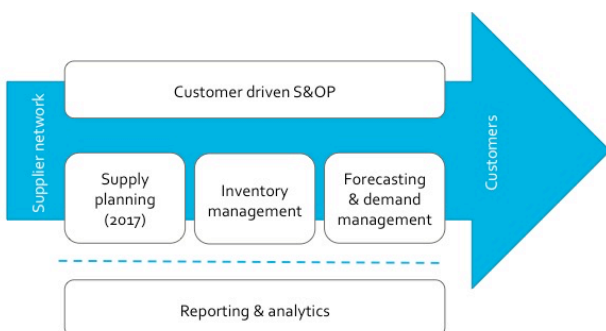 Customer driven S&OP
Supplier network
Supply
planning
(2017)
Inventory
management
Forecasting
& demand
management
Customers
Reporting & analytics